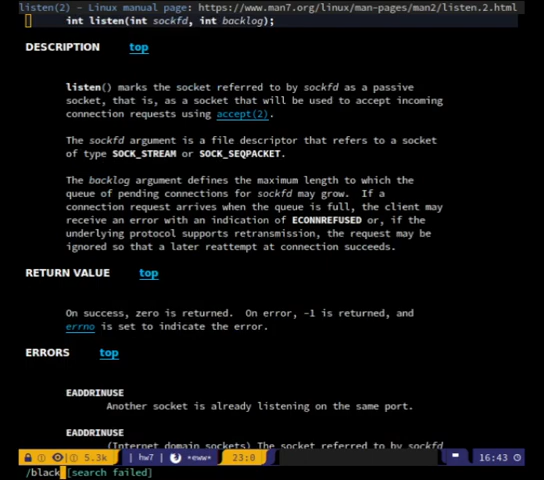 listen(2) - Linux manual page: https://www.man7.org/linux/man-pages/man2/listen.2.html
int listen(int sockfd, int backlog);
DESCRIPTION top
listen() marks the socket referred to by sockfd as a passive
socket, that is, as a socket that will be used to accept incoming
connection requests using accept(2).
The sockfd argument is a file descriptor that refers to a socket
of type SOCK_STREAM or SOCK_SEQPACKET.
The backlog argument defines the maximum length to which the
queue of pending connections for sockfd may grow. If a
connection request arrives when the queue is full, the client may
receive an error with an indication of ECONNREFUSED or, if the
underlying protocol supports retransmission, the request may be
ignored so that a later reattempt at connection succeeds.
RETURN VALUE top
On success, zero is returned. On error, -1 is returned, and
errno is set to indicate the error.
ERRORS top
EADDRINUSE
Another socket is already listening on the same port.
EADDRINUSE
(Internet domain sockets) The socket referred to by sockfd
5.3k | hw7 | *eww* 23:0 16:43
/black [search failed]